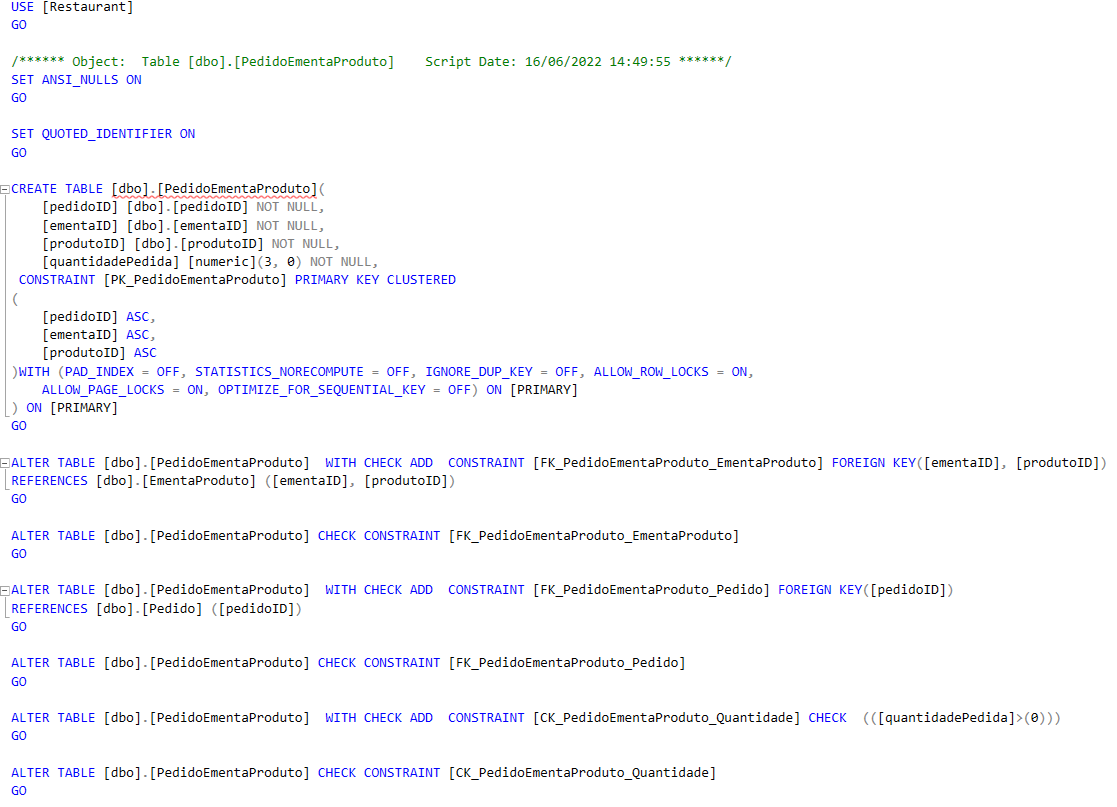 USE [Restaurant]
GO
/****** Object:  Table [dbo].[PedidoEmentaProduto]    Script Date: 16/06/2022 14:49:55 ******/
SET ANSI_NULLS ON
GO
SET QUOTED_IDENTIFIER ON
GO
CREATE TABLE [dbo].[PedidoEmentaProduto](
    [pedidoID] [dbo].[pedidoID] NOT NULL,
    [ementaID] [dbo].[ementaID] NOT NULL,
    [produtoID] [dbo].[produtoID] NOT NULL,
    [quantidadePedida] [numeric](3, 0) NOT NULL,
 CONSTRAINT [PK_PedidoEmentaProduto] PRIMARY KEY CLUSTERED
(
    [pedidoID] ASC,
    [ementaID] ASC,
    [produtoID] ASC
)WITH (PAD_INDEX = OFF, STATISTICS_NORECOMPUTE = OFF, IGNORE_DUP_KEY = OFF, ALLOW_ROW_LOCKS = ON,
    ALLOW_PAGE_LOCKS = ON, OPTIMIZE_FOR_SEQUENTIAL_KEY = OFF) ON [PRIMARY]
) ON [PRIMARY]
GO
ALTER TABLE [dbo].[PedidoEmentaProduto]  WITH CHECK ADD  CONSTRAINT [FK_PedidoEmentaProduto_EmentaProduto] FOREIGN KEY([ementaID], [produtoID])
REFERENCES [dbo].[EmentaProduto] ([ementaID], [produtoID])
GO
ALTER TABLE [dbo].[PedidoEmentaProduto] CHECK CONSTRAINT [FK_PedidoEmentaProduto_EmentaProduto]
GO
ALTER TABLE [dbo].[PedidoEmentaProduto]  WITH CHECK ADD  CONSTRAINT [FK_PedidoEmentaProduto_Pedido] FOREIGN KEY([pedidoID])
REFERENCES [dbo].[Pedido] ([pedidoID])
GO
ALTER TABLE [dbo].[PedidoEmentaProduto] CHECK CONSTRAINT [FK_PedidoEmentaProduto_Pedido]
GO
ALTER TABLE [dbo].[PedidoEmentaProduto]  WITH CHECK ADD  CONSTRAINT [CK_PedidoEmentaProduto_Quantidade] CHECK  (([quantidadePedida]>(0)))
GO
ALTER TABLE [dbo].[PedidoEmentaProduto] CHECK CONSTRAINT [CK_PedidoEmentaProduto_Quantidade]
GO